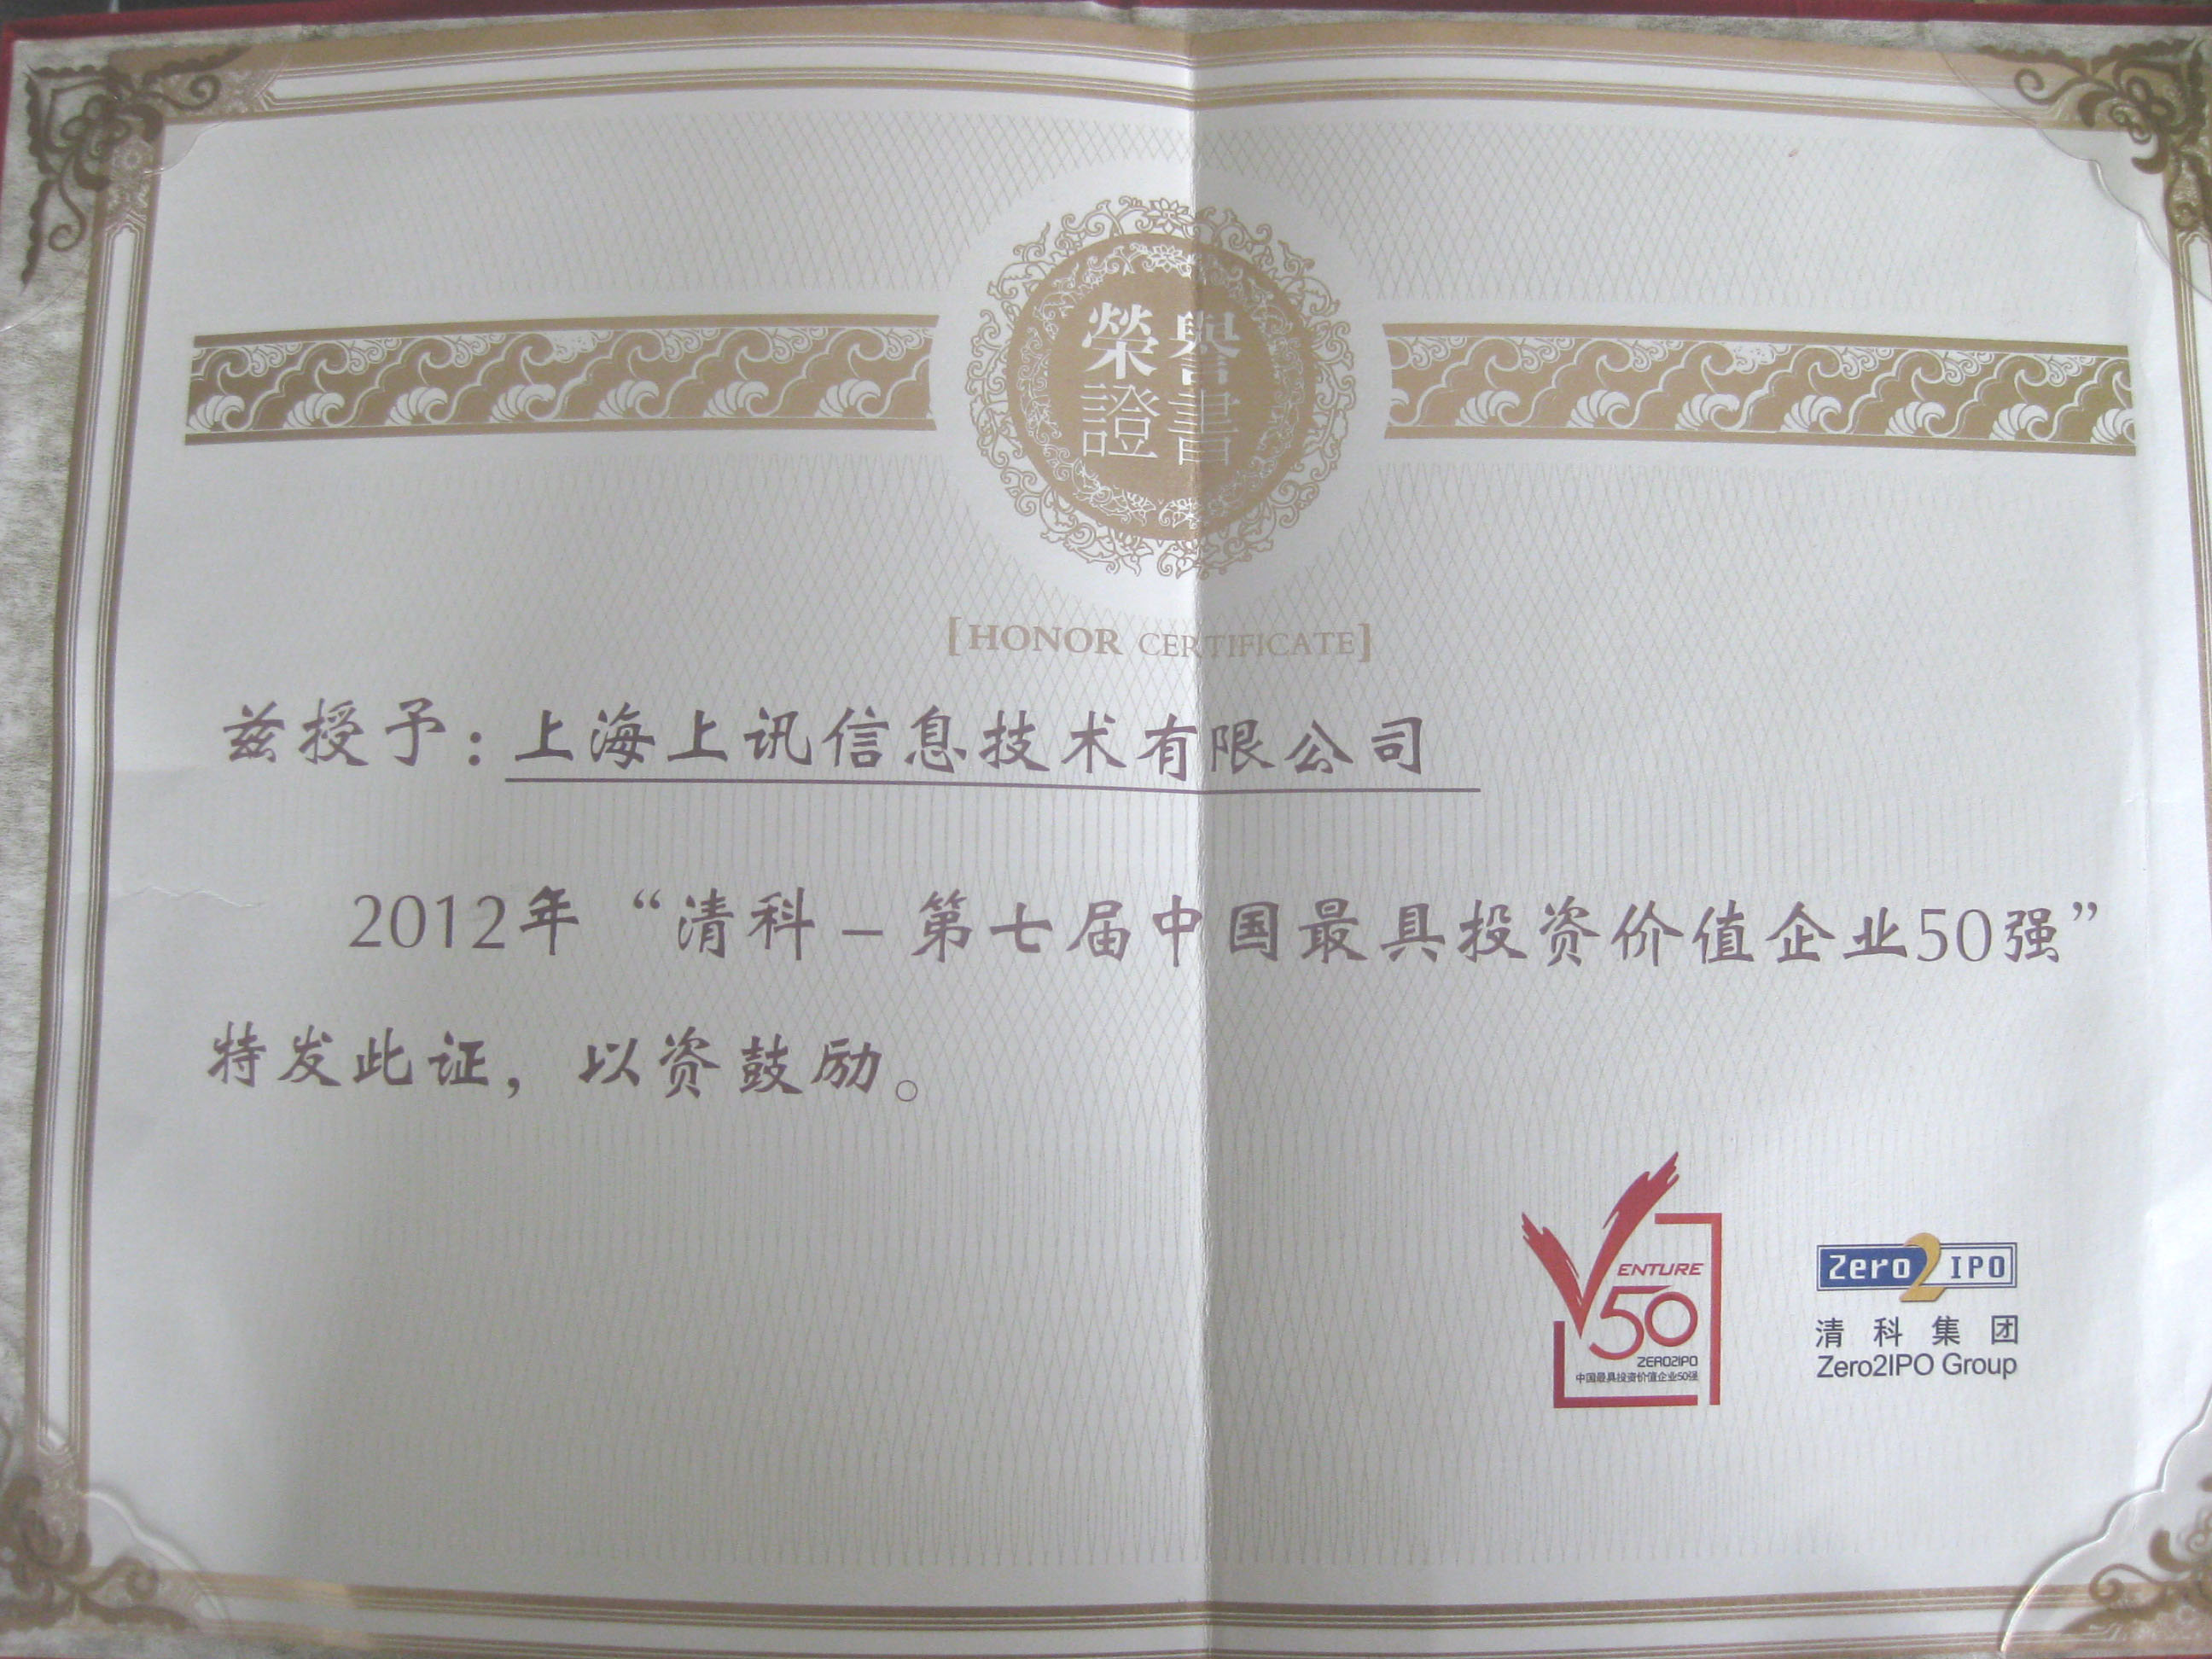 榮譽
證書
[HONOR CERTIFICATE]
兹授予：上海上讯信息技术有限公司
2012年“清科－第七届中国最具投资价值企业50强”
特发此证，以资鼓励。
VENTURE
50
ZERO2IPO
中国最具投资价值企业50强
Zero2IPO
清科集团
Zero2IPO Group